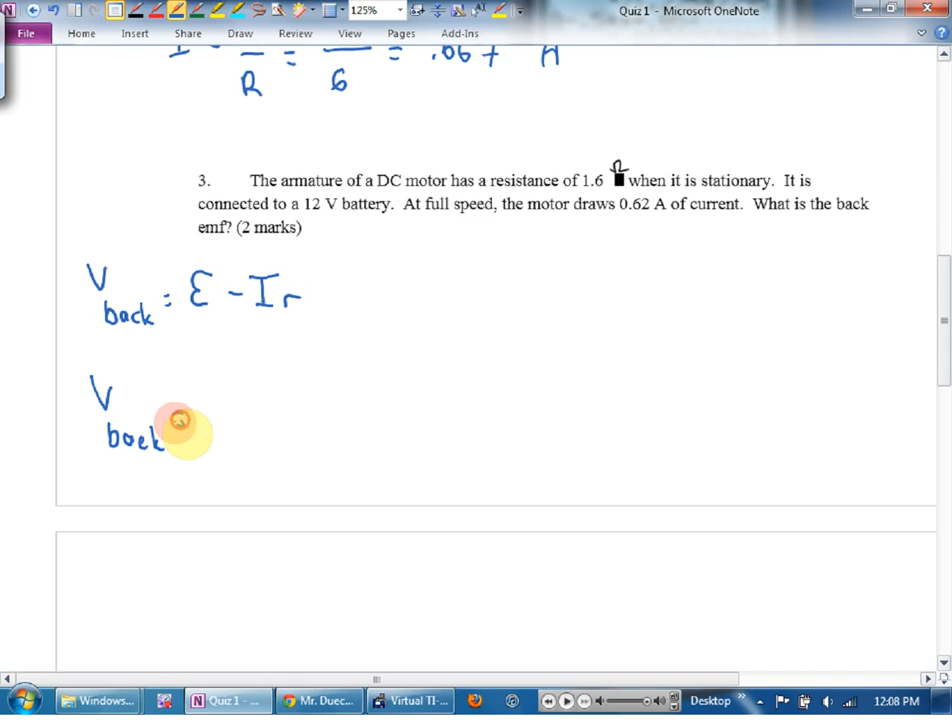 Quiz1 - Microsoft OneNote
125%
File Home Insert Share Draw Review View Pages Add-Ins
R = 6 = .06 A
3. The armature of a DC motor has a resistance of 1.6 Ω when it is stationary. It is
connected to a 12 V battery. At full speed, the motor draws 0.62 A of current. What is the back
emf? (2 marks)
V back = ℰ - Ir
V back
Windows... Quiz 1 - ... Mr. Duec... Virtual TI-... Desktop 12:08 PM